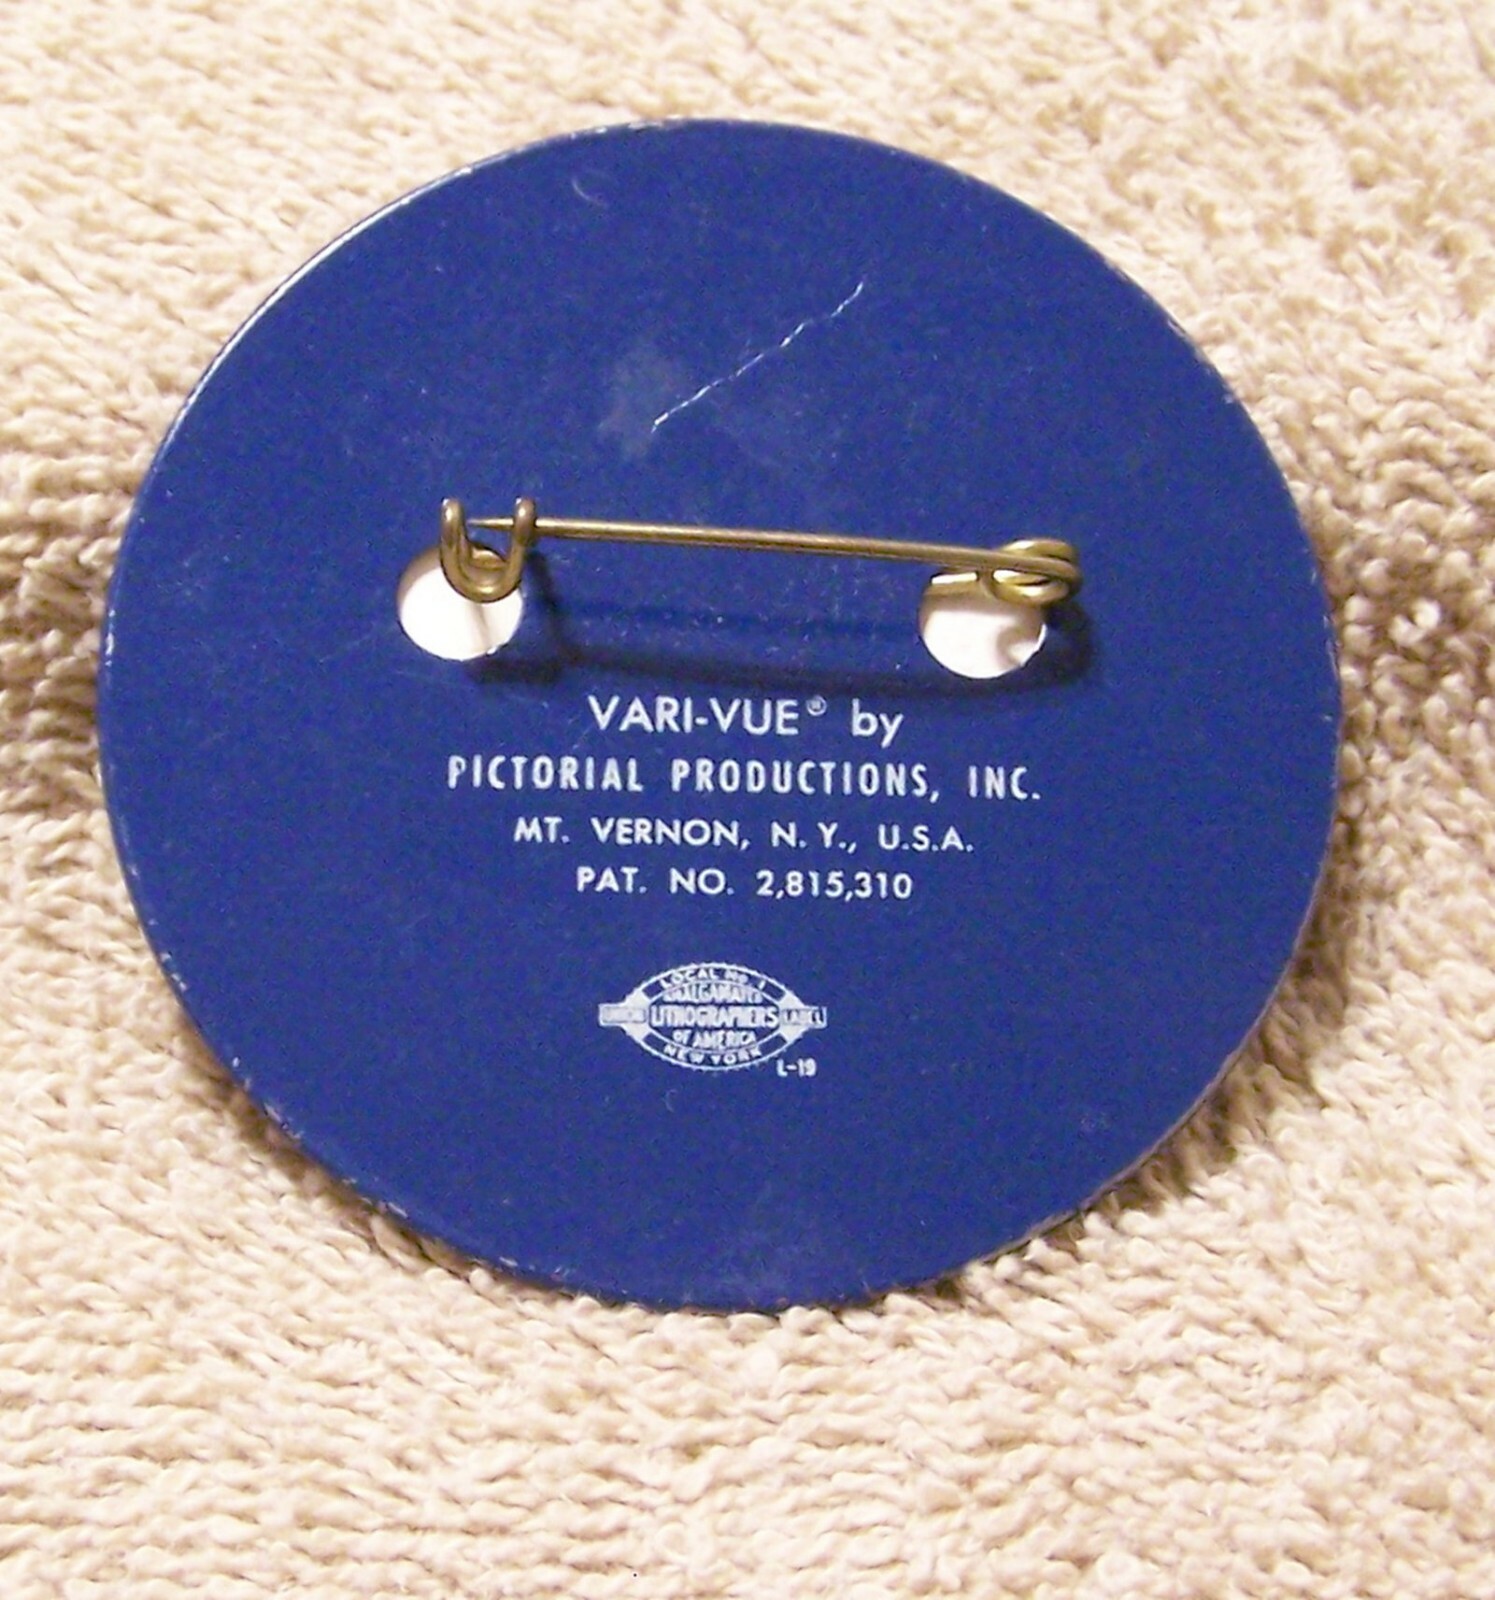 VARI-VUE® by
PICTORIAL PRODUCTIONS, INC.
MT. VERNON, N. Y., U.S.A.
PAT. NO. 2,815,310
LOCAL No. 1
AMALGAMATED
UNION LITHOGRAPHERS LABEL
OF AMERICA
NEW YORK
L-19